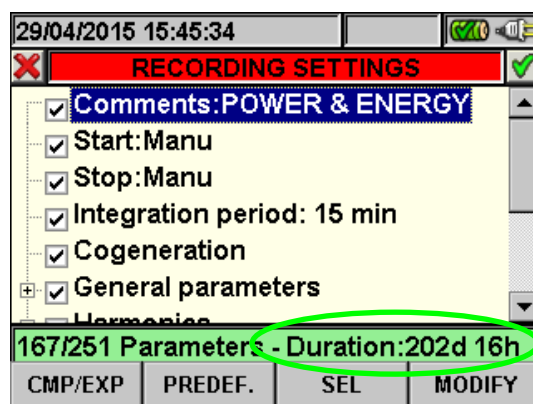 29/04/2015 15:45:34
RECORDING SETTINGS
Comments:POWER & ENERGY
Start:Manu
Stop:Manu
Integration period: 15 min
Cogeneration
General parameters
Harmonics
167/251 Parameters - Duration:202d 16h
CMP/EXP PREDEF. SEL MODIFY